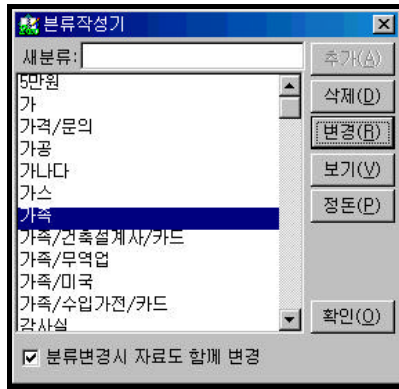 분류작성기
새분류:
추가(A)
5만원
가
가격/문의
가공
가나다
가스
가족
가족/건축설계사/카드
가족/무역업
가족/미국
가족/수입가전/카드
감사실
삭제(D)
변경(R)
보기(V)
정돈(P)
확인(O)
분류변경시 자료도 함께 변경